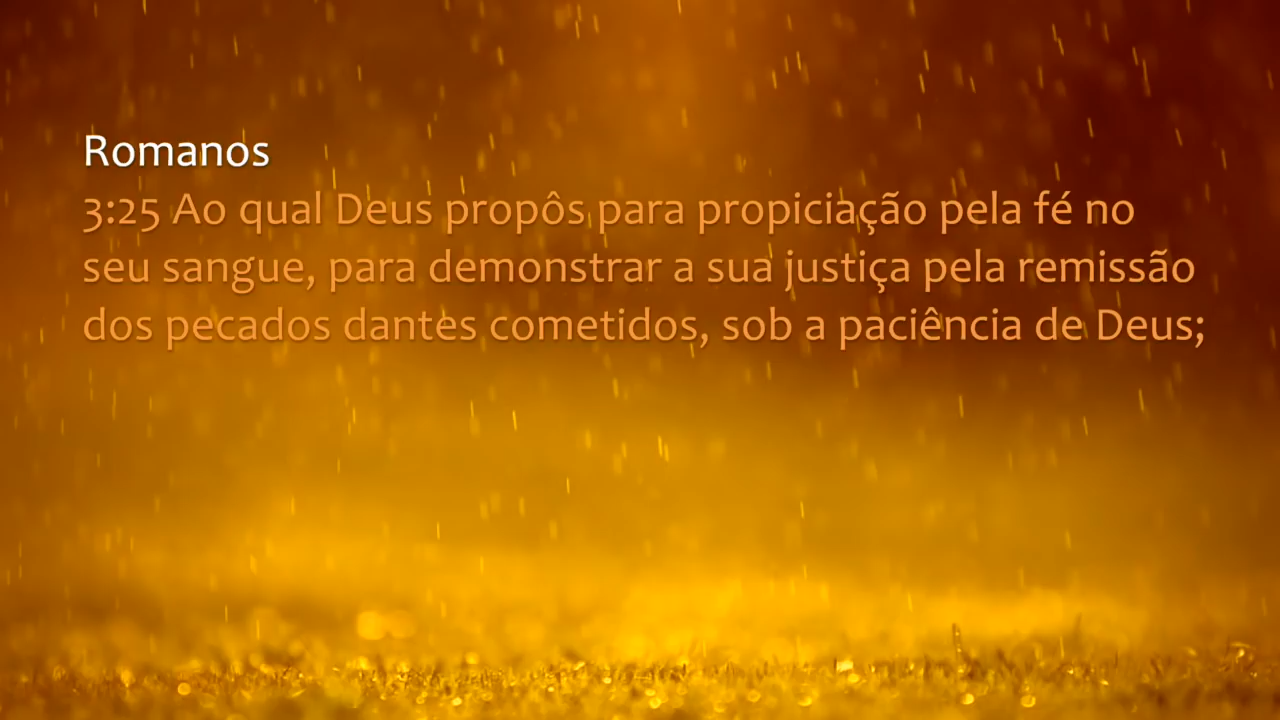 Romanos
3:25 Ao qual Deus propôs para propiciação pela fé no
seu sangue, para demonstrar a sua justiça pela remissão
dos pecados dantes cometidos, sob a paciência de Deus;